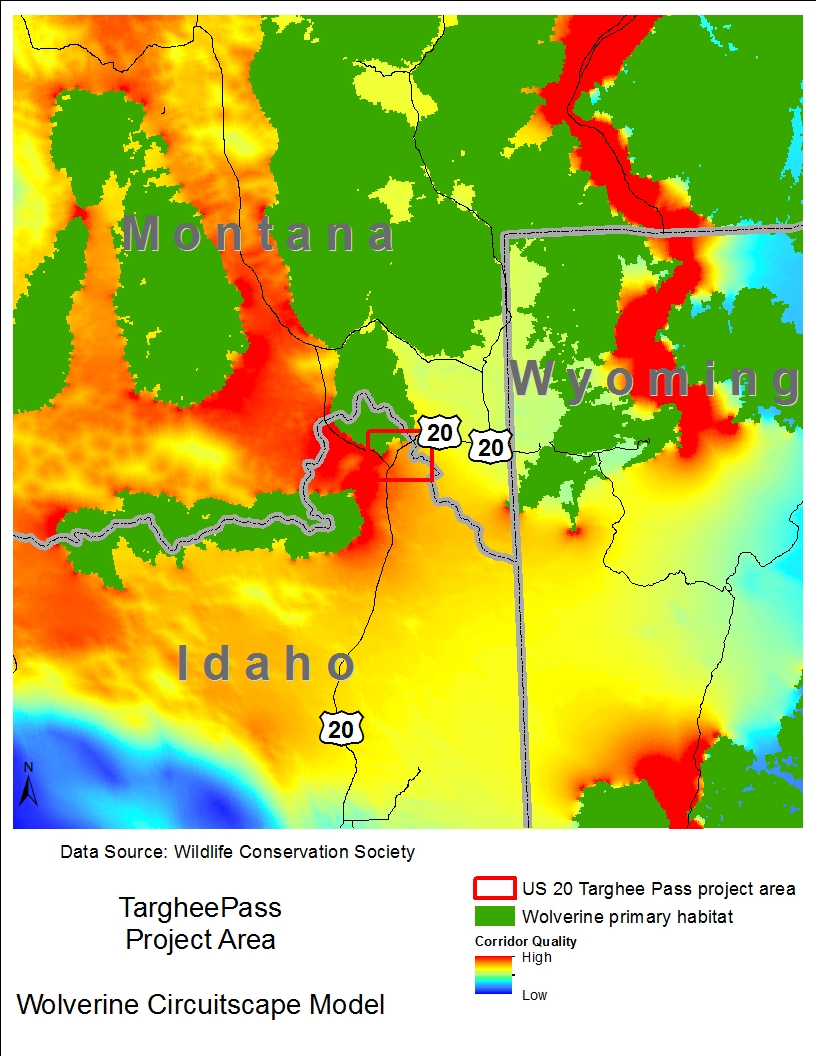 Montana
Wyoming
20
20
Idaho
20
N
Data Source: Wildlife Conservation Society
TargheePass
Project Area
Wolverine Circuitscape Model
US 20 Targhee Pass project area
Wolverine primary habitat
Corridor Quality
High
Low